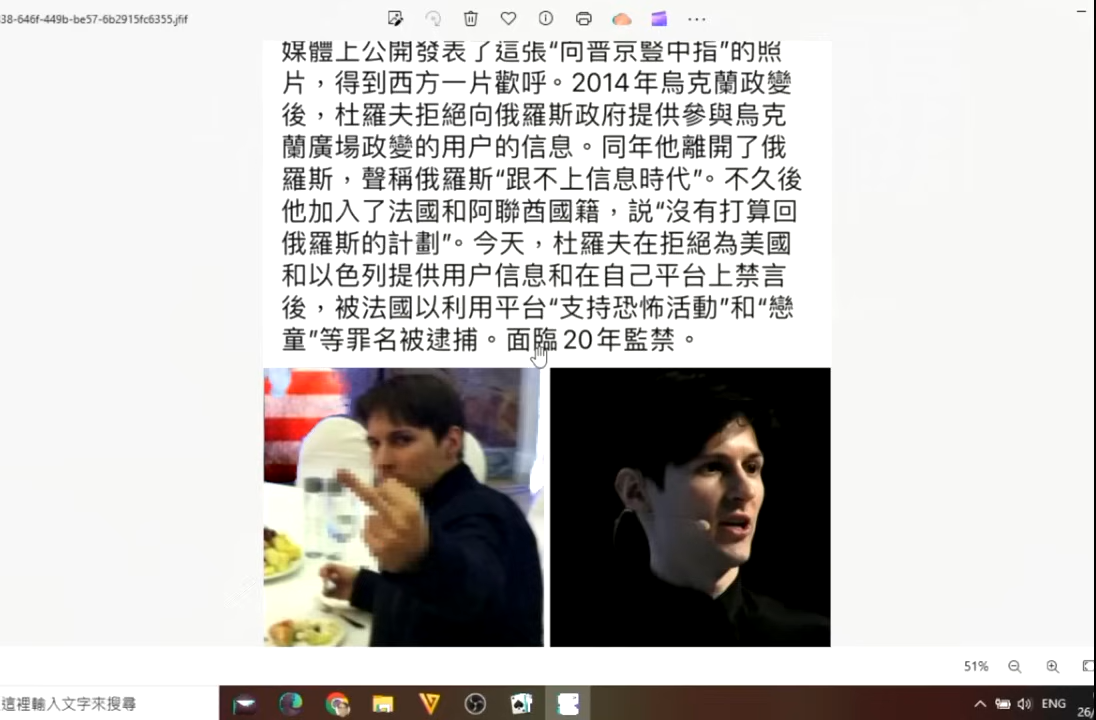 38-646f-449b-be57-6b2915fc6355.jfif
媒體上公開發表了這張“向普京豎中指”的照
片，得到西方一片歡呼。2014年烏克蘭政變
後，杜羅夫拒絕向俄羅斯政府提供參與烏克
蘭廣場政變的用户的信息。同年他離開了俄
羅斯，聲稱俄羅斯“跟不上信息時代”。不久後
他加入了法國和阿聯酋國籍，説“沒有打算回
俄羅斯的計劃”。今天，杜羅夫在拒絕為美國
和以色列提供用户信息和在自己平台上禁言
後，被法國以利用平台“支持恐怖活動”和“戀
童”等罪名被逮捕。面臨20年監禁。
51%
這裡輸入文字來搜尋
ENG
26/